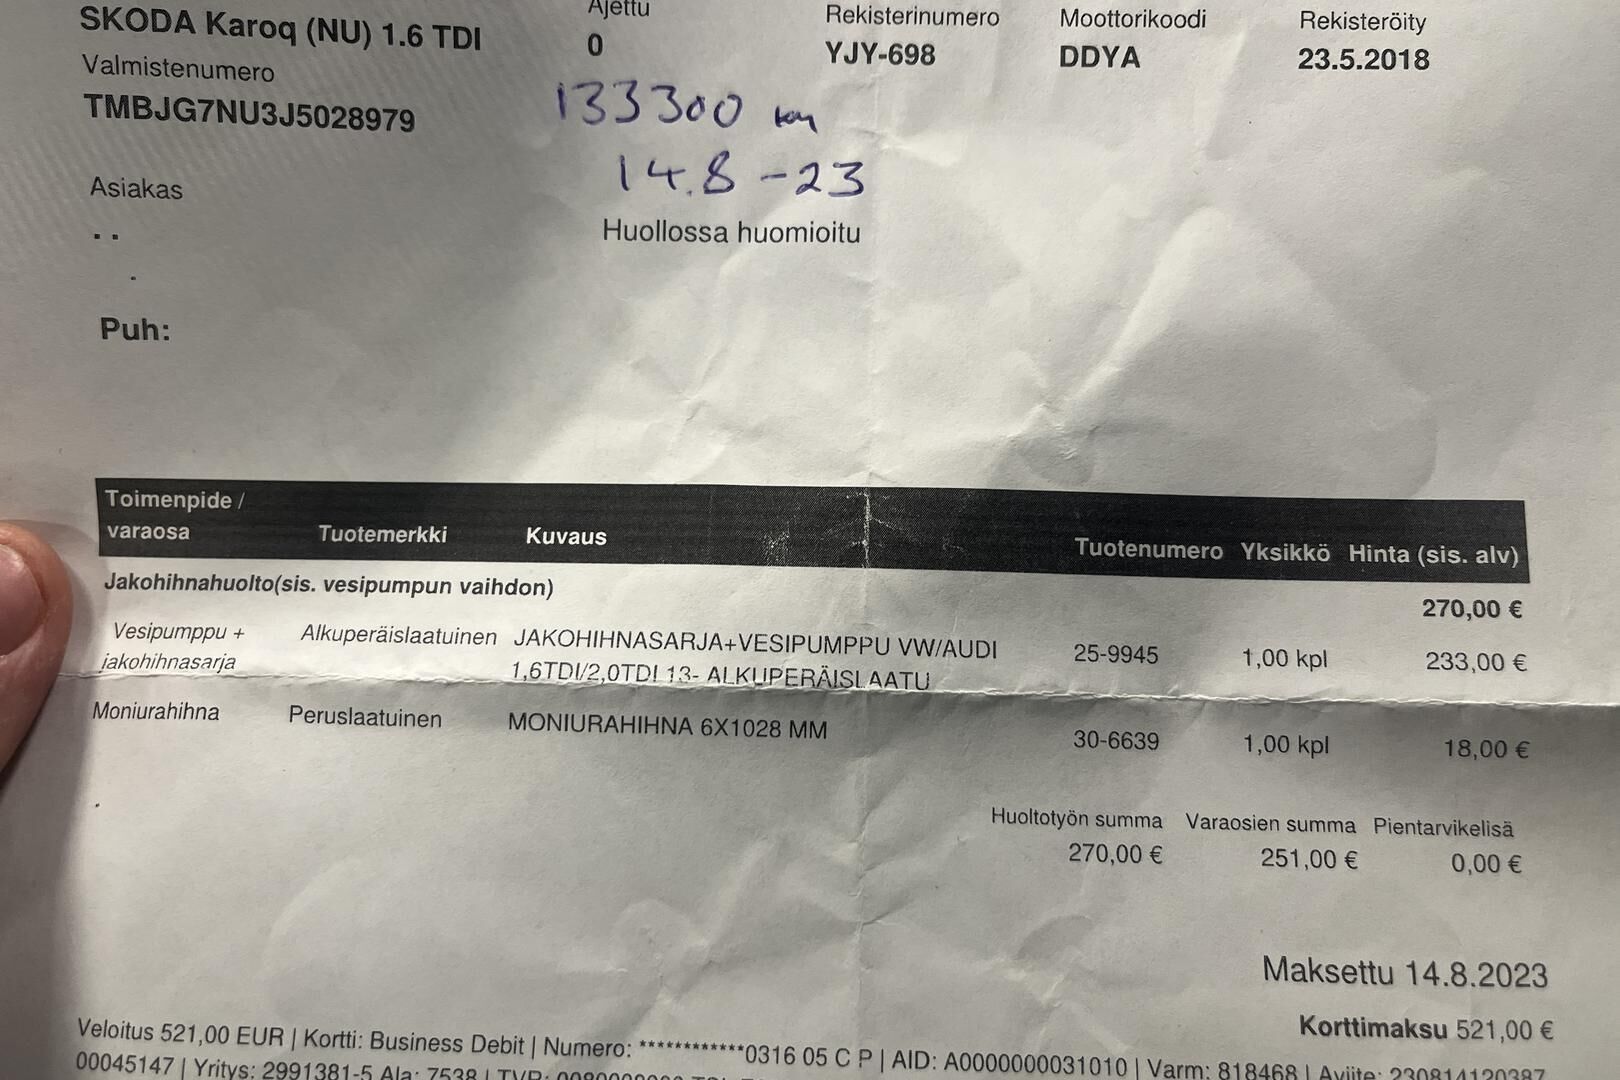 SKODA Karoq (NU) 1.6 TDI
Ajettu
Rekisterinumero
Moottorikoodi
Rekisteröity
0
YJY-698
DDYA
23.5.2018
Valmistenumero
TMBJG7NU3J5028979
133300 km
14.8-23
Asiakas
. .
.
Huollossa huomioitu
Puh:
Toimenpide / varaosa Tuotemerkki Kuvaus Tuotenumero Yksikkö Hinta (sis. alv)
Jakohihnahuolto(sis. vesipumpun vaihdon) 270,00 €
Vesipumppu + Alkuperäislaatuinen JAKOHIHNASARJA+VESIPUMPPU VW/AUDI 25-9945 1,00 kpl 233,00 €
jakohihnasarja 1,6TDI/2,0TDI 13- ALKUPERÄISLAATU
Moniurahihna Peruslaatuinen MONIURAHIHNA 6X1028 MM 30-6639 1,00 kpl 18,00 €
Huoltotyön summa Varaosien summa Pientarvikelisä
270,00 € 251,00 € 0,00 €
Maksettu 14.8.2023
Korttimaksu 521,00 €
Veloitus 521,00 EUR | Kortti: Business Debit | Numero: ************0316 05 C P | AID: A0000000031010 | Varm: 818468 | Aviite: 230814120387
00045147 | Yritys: 2991381-5 Ala: 7538 | TVR: